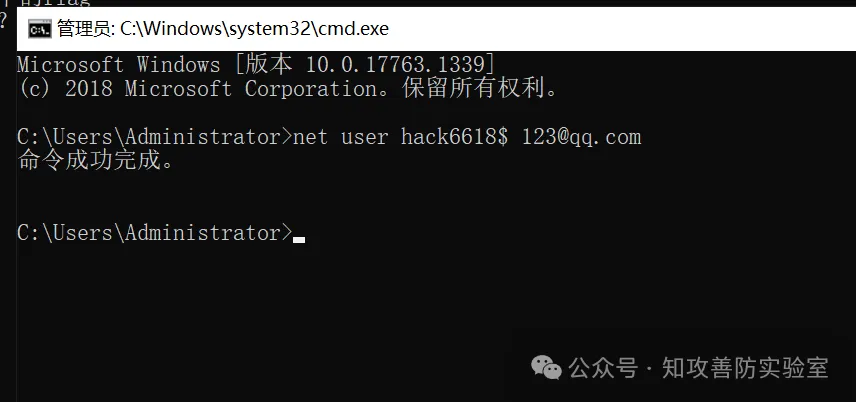 管理员: C:\Windows\system32\cmd.exe
?
Microsoft Windows [版本 10.0.17763.1339]
(c) 2018 Microsoft Corporation。保留所有权利。
C:\Users\Administrator>net user hack6618$ 123@qq.com
命令成功完成。
C:\Users\Administrator>
公众号 · 知攻善防实验室